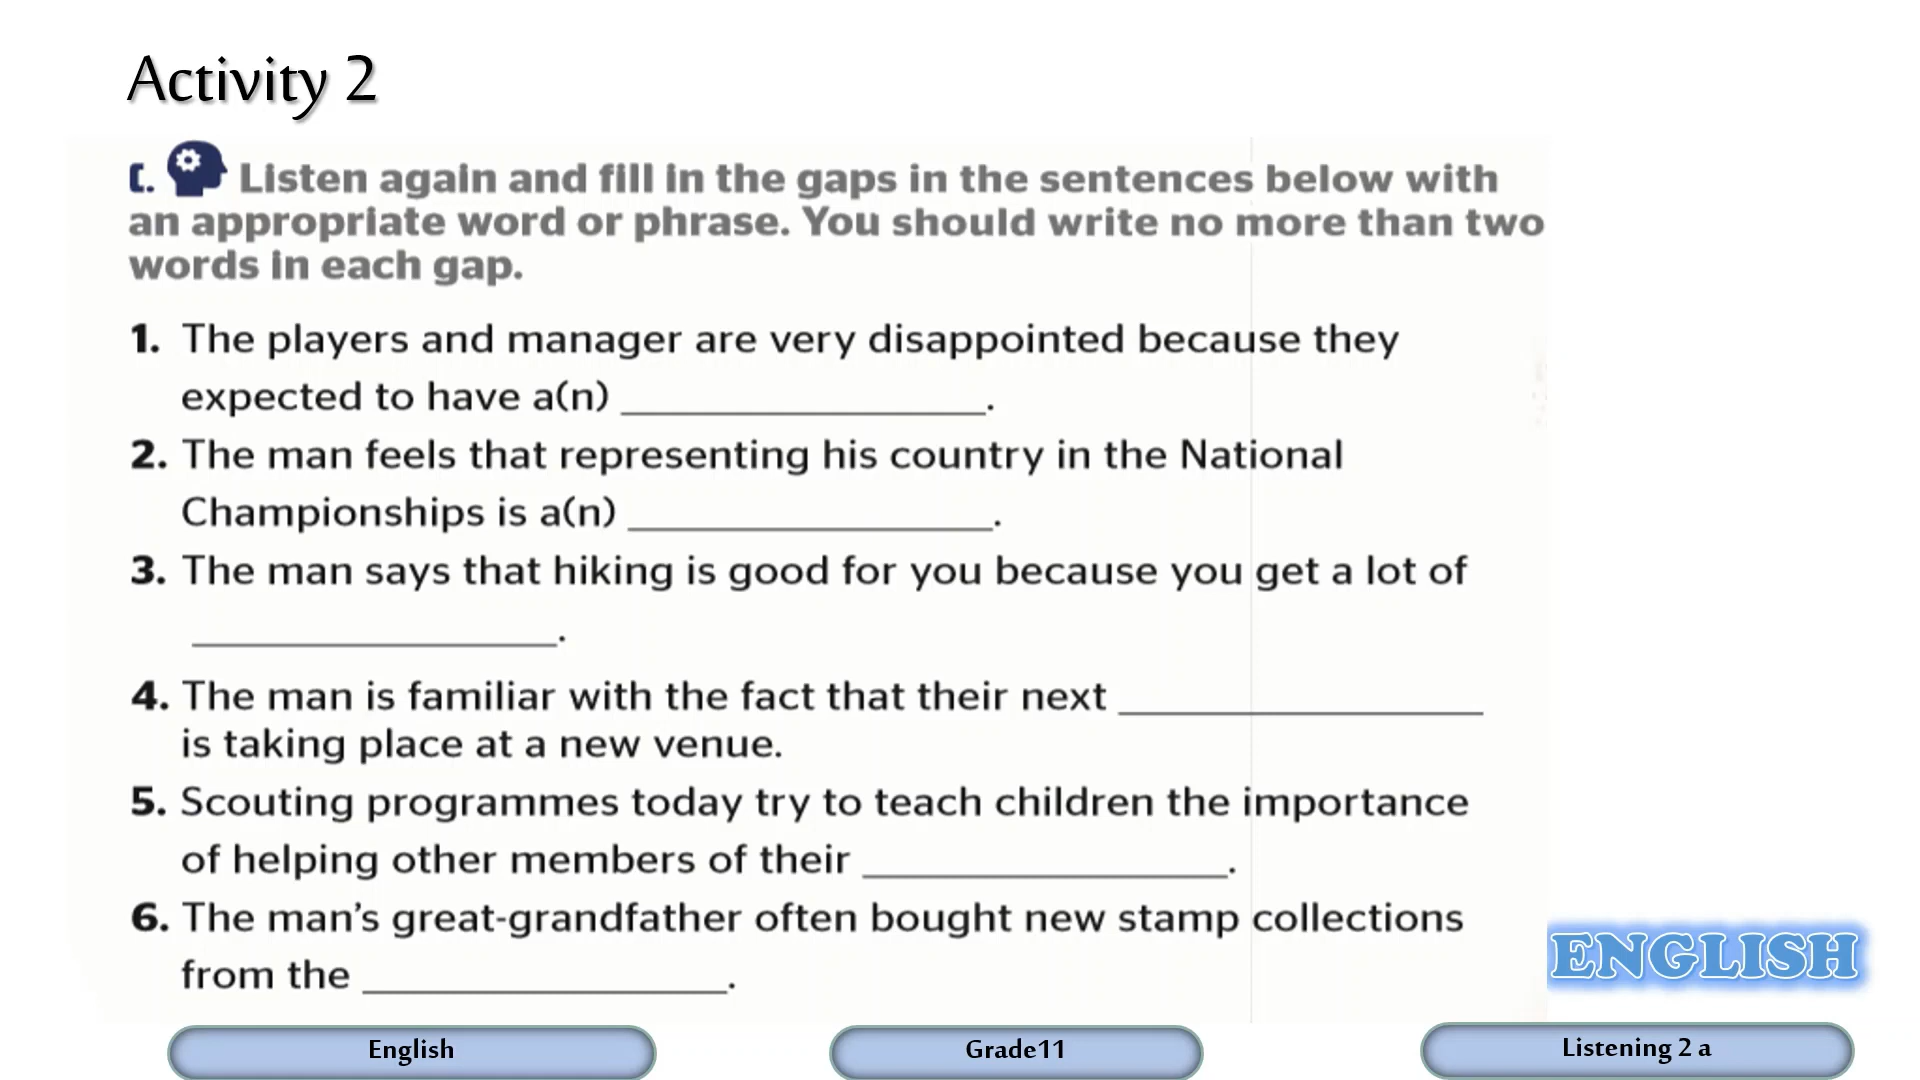 Activity 2
C. Listen again and fill in the gaps in the sentences below with
an appropriate word or phrase. You should write no more than two
words in each gap.
1. The players and manager are very disappointed because they
expected to have a(n) ____________________.
2. The man feels that representing his country in the National
Championships is a(n) ____________________.
3. The man says that hiking is good for you because you get a lot of
____________________.
4. The man is familiar with the fact that their next ____________________
is taking place at a new venue.
5. Scouting programmes today try to teach children the importance
of helping other members of their ____________________.
6. The man's great-grandfather often bought new stamp collections
from the ____________________.
ENGLISH
English
Grade11
Listening 2 a